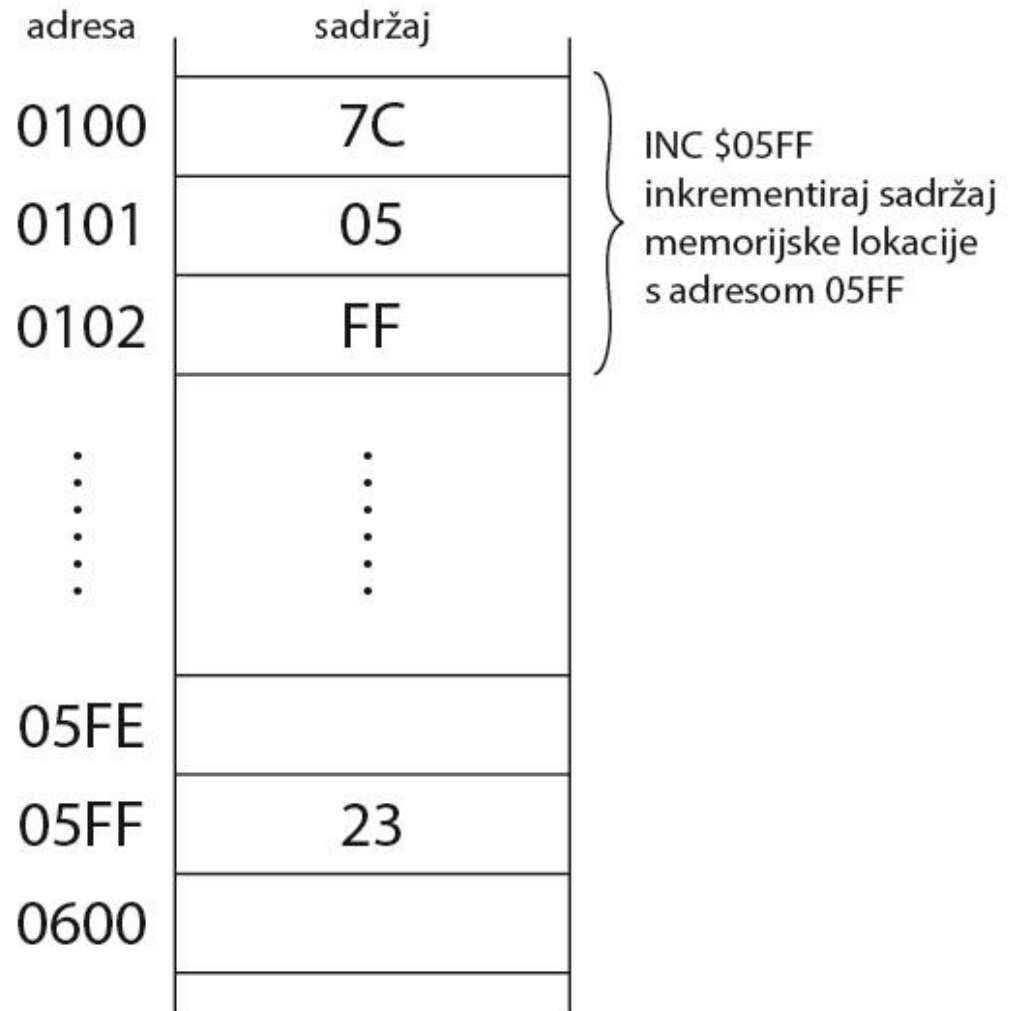 adresa sadržaj
0100 7C
0101 05
0102 FF
INC $05FF
inkrementiraj sadržaj
memorijske lokacije
s adresom 05FF
05FE
05FF 23
0600